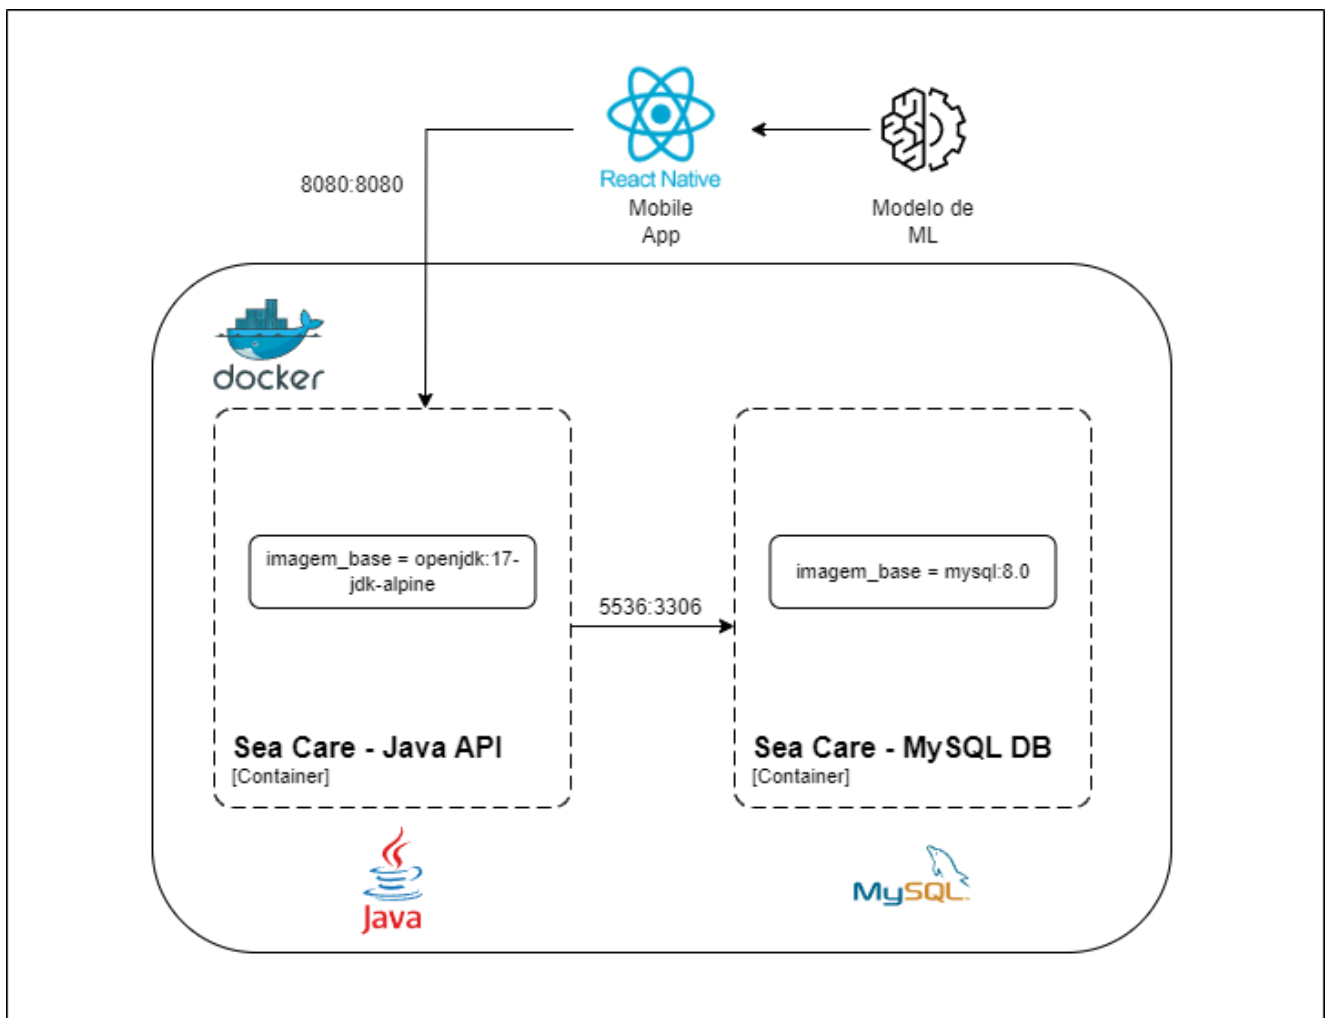 React Native
Mobile
App
Modelo de
ML
8080:8080
docker
imagem_base = openjdk:17-
jdk-alpine
imagem_base = mysql:8.0
5536:3306
Sea Care - Java API
[Container]
Sea Care - MySQL DB
[Container]
Java
MySQL